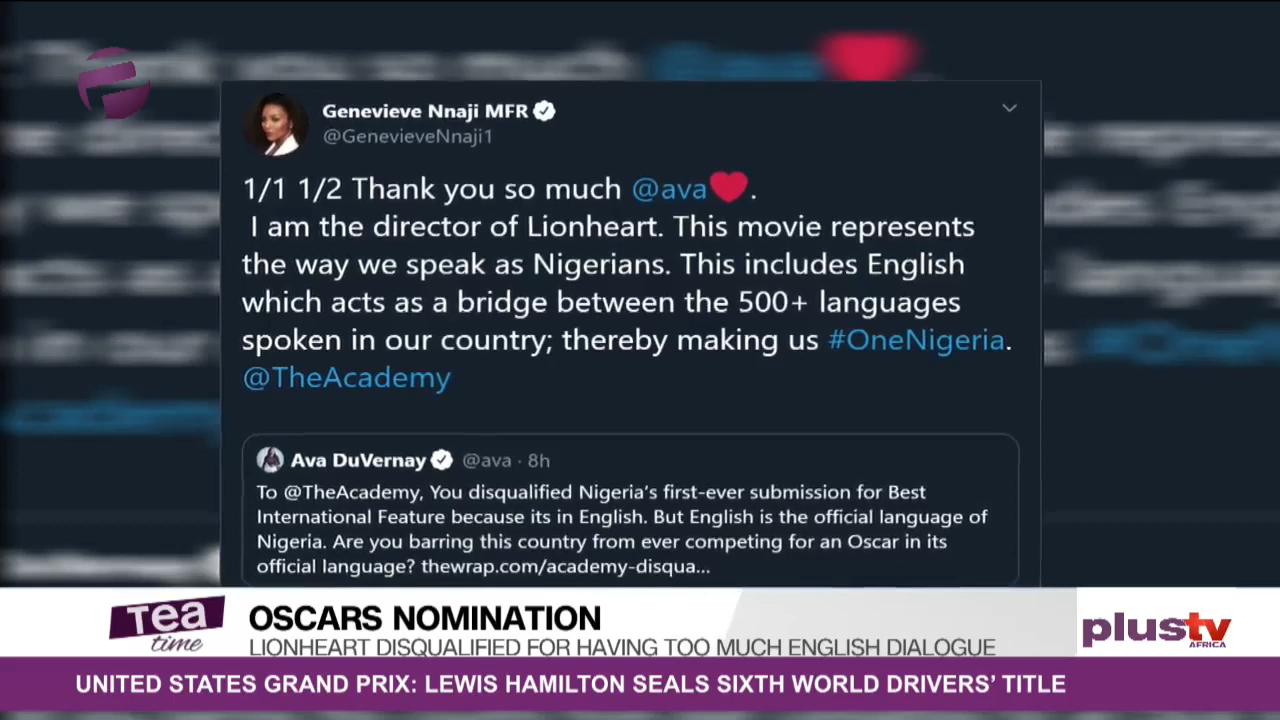 Genevieve Nnaji MFR
@GenevieveNnaji1
1/1 1/2 Thank you so much @ava❤.
I am the director of Lionheart. This movie represents
the way we speak as Nigerians. This includes English
which acts as a bridge between the 500+ languages
spoken in our country; thereby making us #OneNigeria.
@TheAcademy
Ava DuVernay @ava · 8h
To @TheAcademy, You disqualified Nigeria's first-ever submission for Best
International Feature because its in English. But English is the official language of
Nigeria. Are you barring this country from ever competing for an Oscar in its
official language? thewrap.com/academy-disqua...
Tea time
OSCARS NOMINATION
LIONHEART DISQUALIFIED FOR HAVING TOO MUCH ENGLISH DIALOGUE
plustv
AFRICA
UNITED STATES GRAND PRIX: LEWIS HAMILTON SEALS SIXTH WORLD DRIVERS' TITLE